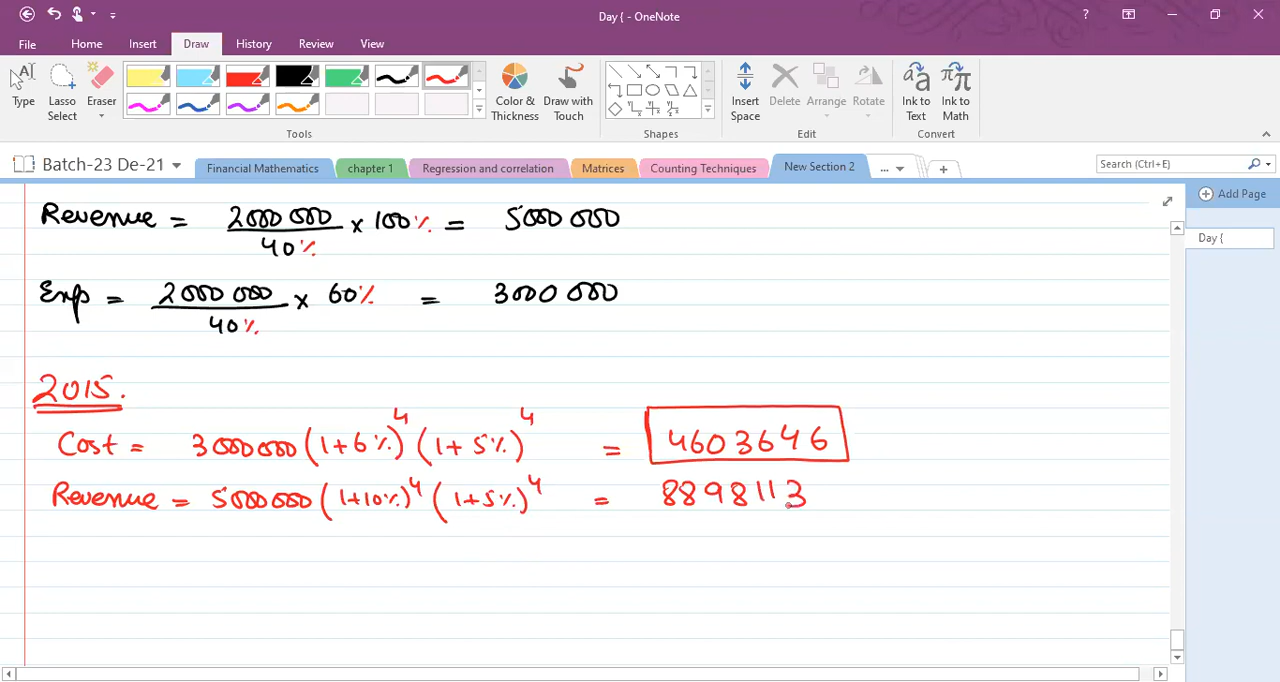 Day { - OneNote
?
File Home Insert Draw History Review View
Type Lasso Select Eraser Color & Thickness Draw with Touch Insert Space Delete Arrange Rotate Ink to Text Ink to Math
Tools Shapes Edit Convert
Batch-23 De-21 Financial Mathematics chapter 1 Regression and correlation Matrices Counting Techniques New Section 2 ... Search (Ctrl+E)
Add Page
Day {
Revenue = 2000 000 / 40% × 100% = 5000 000
Exp = 2000 000 / 40% × 60% = 3000 000
2015.
Cost = 3000000 (1+6%)^4 (1+5%)^4 = 4603646
Revenue = 5000000 (1+10%)^4 (1+5%)^4 = 8898113